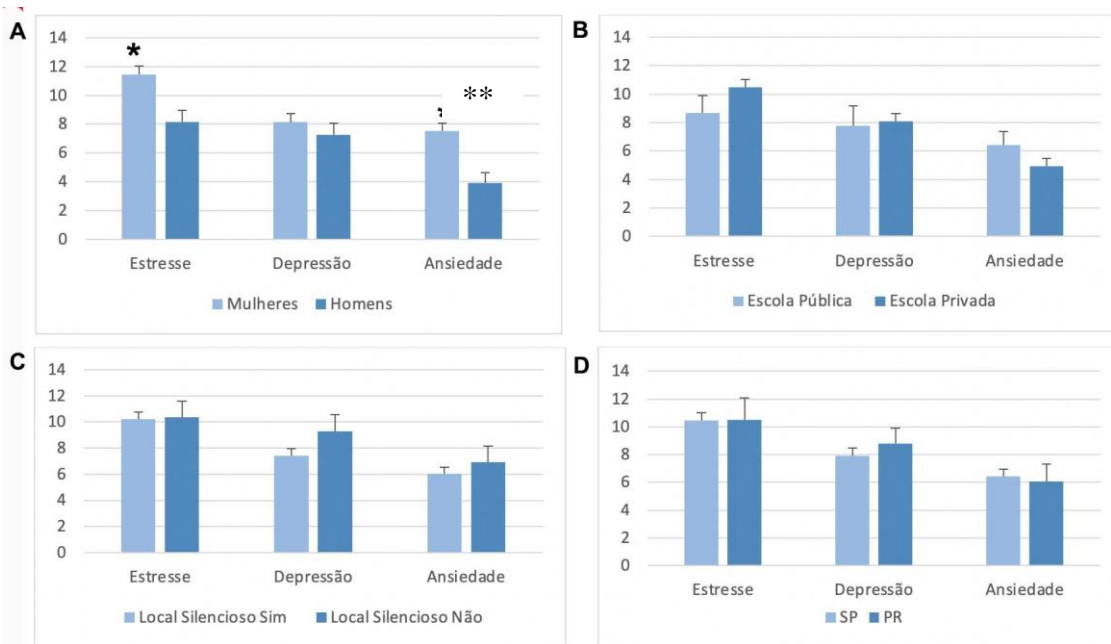 A
14
*
12
10
**
8
6
4
2
0
Estresse Depressão Ansiedade
Mulheres Homens
B
14
12
10
8
6
4
2
0
Estresse Depressão Ansiedade
Escola Pública Escola Privada
C
14
12
10
8
6
4
2
0
Estresse Depressão Ansiedade
Local Silencioso Sim Local Silencioso Não
D
14
12
10
8
6
4
2
0
Estresse Depressão Ansiedade
SP PR